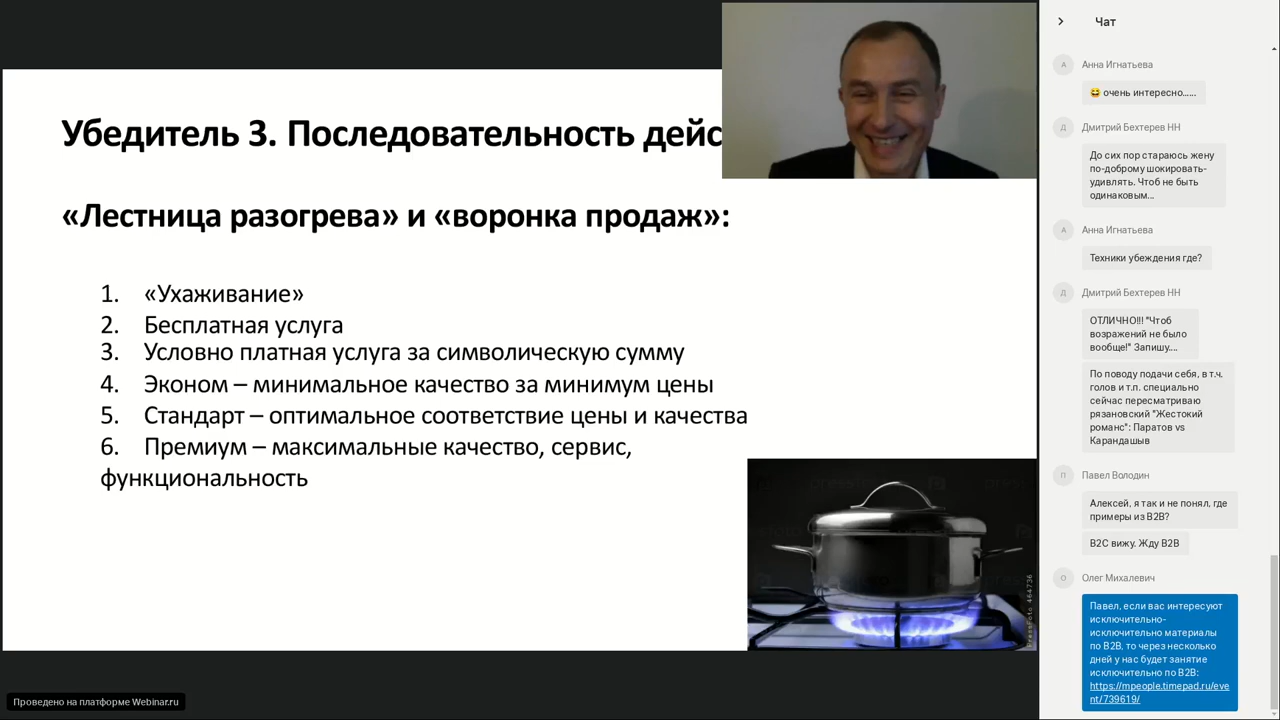 Убедитель 3. Последовательность дейс
«Лестница разогрева» и «воронка продаж»:
1. «Ухаживание»
2. Бесплатная услуга
3. Условно платная услуга за символическую сумму
4. Эконом – минимальное качество за минимум цены
5. Стандарт – оптимальное соответствие цены и качества
6. Премиум – максимальные качество, сервис,
функциональность
PressFoto 464736
Проведено на платформе Webinar.ru
Чат
А
Анна Игнатьева
😂 очень интересно.....
Д
Дмитрий Бехтерев НН
До сих пор стараюсь жену
по-доброму шокировать-
удивлять. Чтоб не быть
одинаковым...
А
Анна Игнатьева
Техники убеждения где?
Д
Дмитрий Бехтерев НН
ОТЛИЧНО!!! "Чтоб
возражений не было
вообще!" Запишу....
По поводу подачи себя, в т.ч.
голов и т.п. специально
сейчас пересматриваю
рязановский "Жестокий
романс": Паратов vs
Карандашыв
П
Павел Володин
Алексей, я так и не понял, где
примеры из B2B?
B2C вижу. Жду B2B
О
Олег Михалевич
Павел, если вас интересуют
исключительно-
исключительно материалы
по B2B, то через несколько
дней у нас будет занятие
исключительно по B2B:
https://mpeople.timepad.ru/eve
nt/739619/